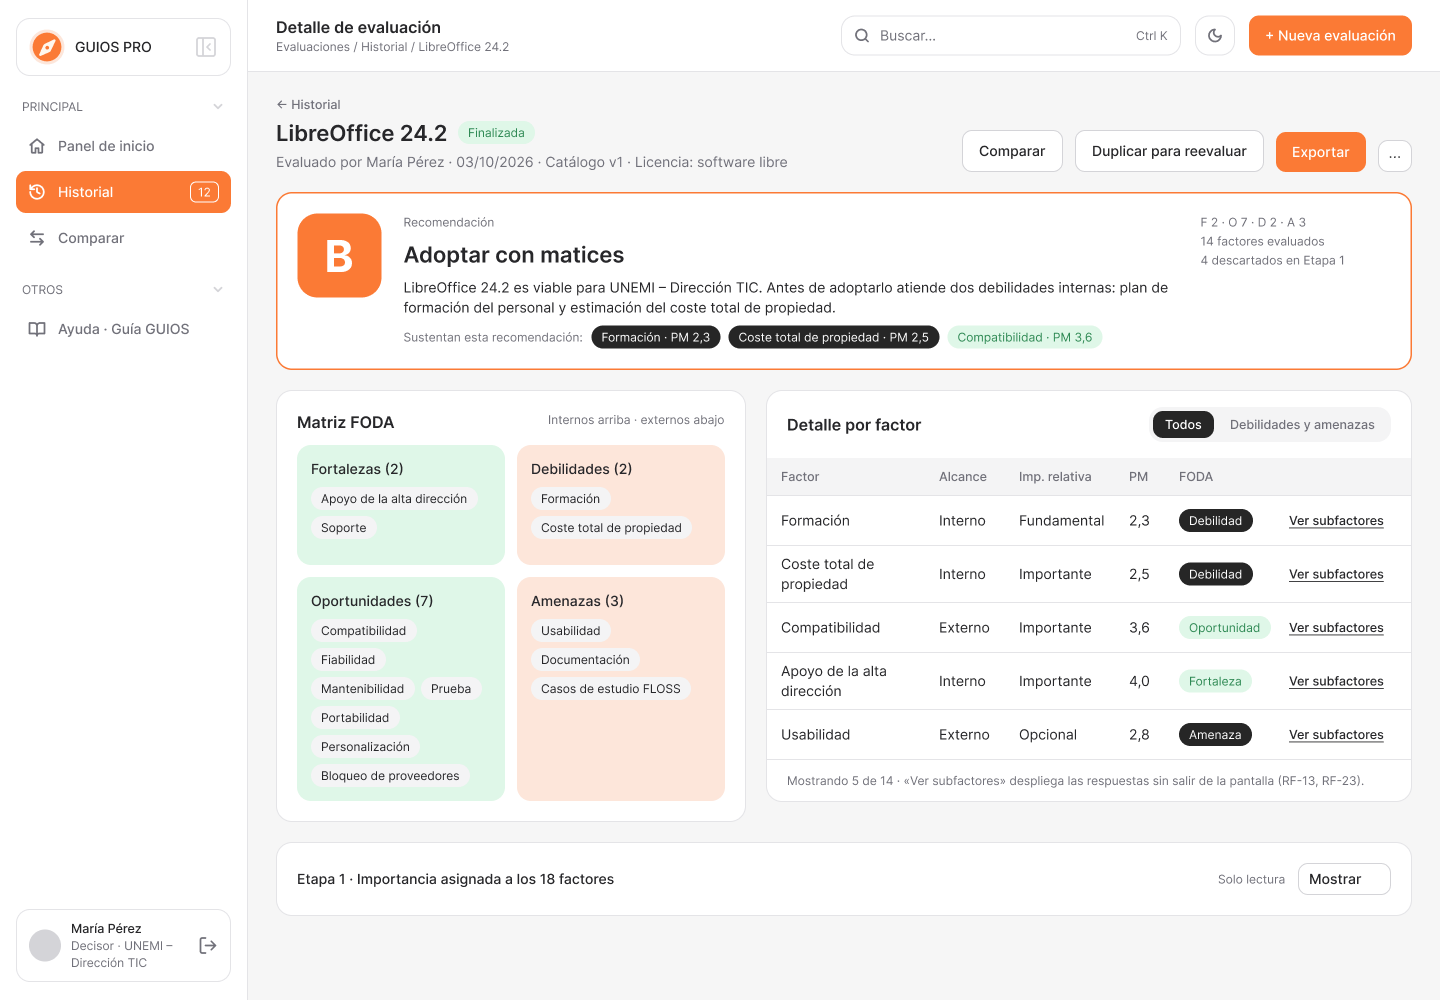 GUIOS PRO
PRINCIPAL
Panel de inicio
Historial
12
Comparar
OTROS
Ayuda · Guía GUIOS
María Pérez
Decisor · UNEMI –
Dirección TIC
Detalle de evaluación
Evaluaciones / Historial / LibreOffice 24.2
Buscar...
Ctrl K
+ Nueva evaluación
← Historial
LibreOffice 24.2
Finalizada
Evaluado por María Pérez · 03/10/2026 · Catálogo v1 · Licencia: software libre
Comparar
Duplicar para reevaluar
Exportar
...
B
Recomendación
Adoptar con matices
LibreOffice 24.2 es viable para UNEMI – Dirección TIC. Antes de adoptarlo atiende dos debilidades internas: plan de
formación del personal y estimación del coste total de propiedad.
Sustentan esta recomendación:
Formación · PM 2,3
Coste total de propiedad · PM 2,5
Compatibilidad · PM 3,6
F 2 · O 7 · D 2 · A 3
14 factores evaluados
4 descartados en Etapa 1
Matriz FODA
Internos arriba · externos abajo
Fortalezas (2)
Apoyo de la alta dirección
Soporte
Debilidades (2)
Formación
Coste total de propiedad
Oportunidades (7)
Compatibilidad
Fiabilidad
Mantenibilidad
Prueba
Portabilidad
Personalización
Bloqueo de proveedores
Amenazas (3)
Usabilidad
Documentación
Casos de estudio FLOSS
Detalle por factor
Todos
Debilidades y amenazas
Factor Alcance Imp. relativa PM FODA
Formación Interno Fundamental 2,3 Debilidad Ver subfactores
Coste total de
propiedad Interno Importante 2,5 Debilidad Ver subfactores
Compatibilidad Externo Importante 3,6 Oportunidad Ver subfactores
Apoyo de la alta
dirección Interno Importante 4,0 Fortaleza Ver subfactores
Usabilidad Externo Opcional 2,8 Amenaza Ver subfactores
Mostrando 5 de 14 · «Ver subfactores» despliega las respuestas sin salir de la pantalla (RF-13, RF-23).
Etapa 1 · Importancia asignada a los 18 factores
Solo lectura
Mostrar